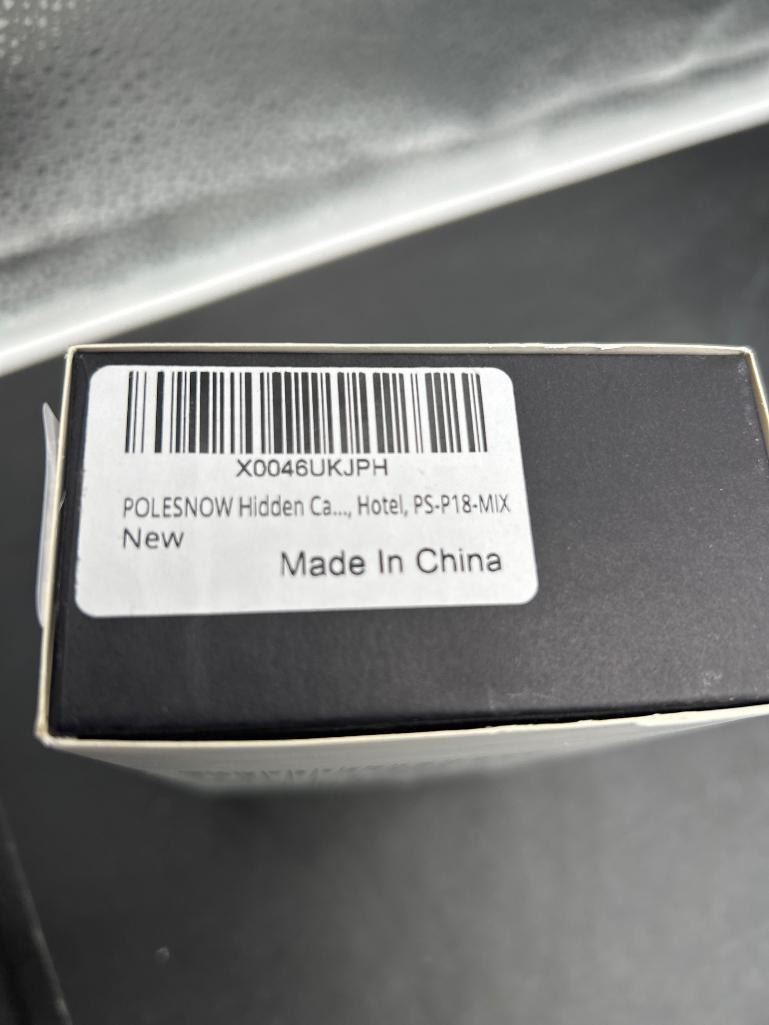 X0046UKJPH
POLESNOW Hidden Ca..., Hotel, PS-P18-MIX
New
Made In China